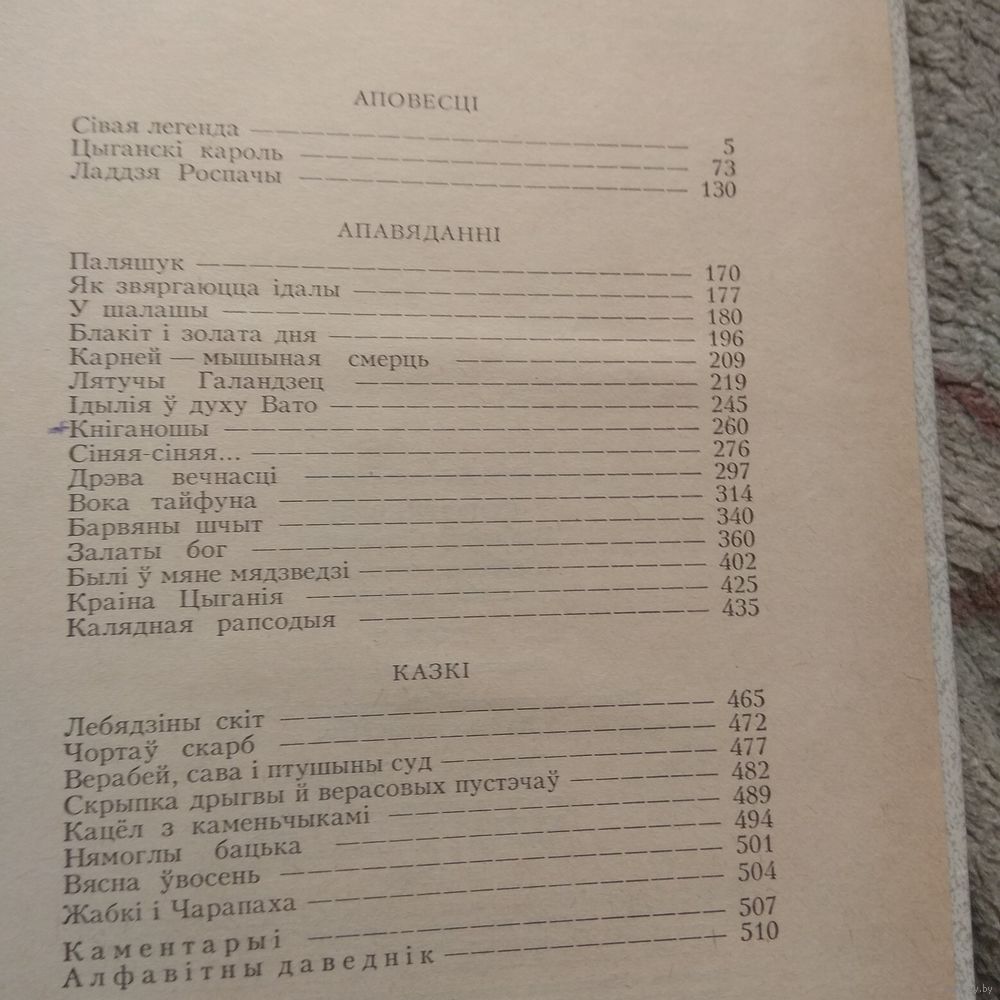 АПОВЕСЦІ
Сівая легенда — 5
Цыганскі кароль — 73
Ладдзя Роспачы — 130
АПАВЯДАННІ
Паляшук — 170
Як звяргаюцца ідалы — 177
У шалашы — 180
Блакіт і золата дня — 196
Карней — мышыная смерць — 209
Лятучы Галандзец — 219
Ідылія ў духу Вато — 245
Кніганошы — 260
Сіняя-сіняя... — 276
Дрэва вечнасці — 297
Вока тайфуна — 314
Барвяны шчыт — 340
Залаты бог — 360
Былі ў мяне мядзведзі — 402
Краіна Цыганія — 425
Калядная рапсодыя — 435
КАЗКІ
Лебядзіны скіт — 465
Чортаў скарб — 472
Верабей, сава і птушыны суд — 477
Скрыпка дрыгвы й верасовых пустэчаў — 482
Кацёл з каменьчыкамі — 489
Нямоглы бацька — 494
Вясна ўвосень — 501
Жабкі і Чарапаха — 504
Каментарыі — 507
Алфавітны даведнік — 510